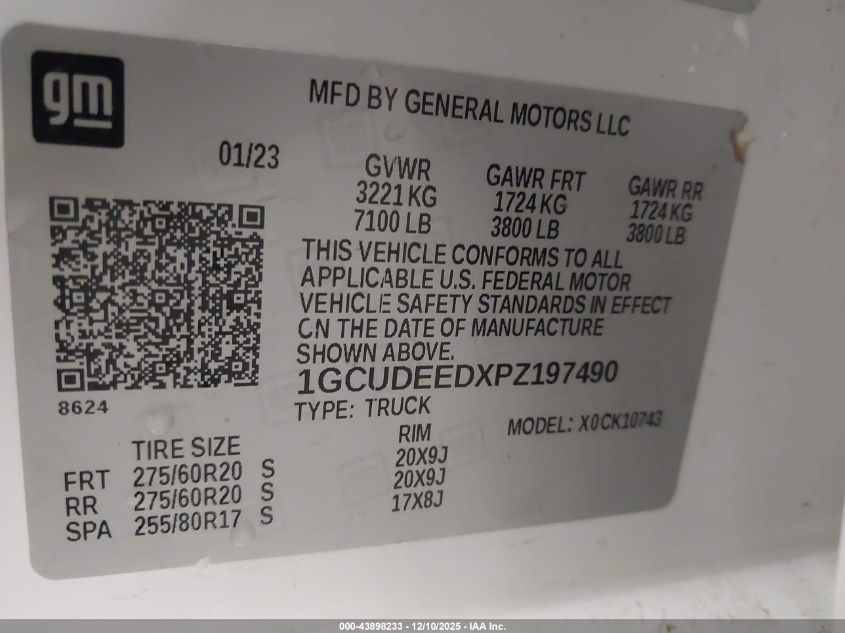 gm
MFD BY GENERAL MOTORS LLC
01/23
GVWR
3221 KG
7100 LB
GAWR FRT
1724 KG
3800 LB
GAWR RR
1724 KG
3800 LB
THIS VEHICLE CONFORMS TO ALL
APPLICABLE U.S. FEDERAL MOTOR
VEHICLE SAFETY STANDARDS IN EFFECT
ON THE DATE OF MANUFACTURE
SHOWN ABOVE.
1GCUDEEDXPZ197490
8624
TYPE: TRUCK
MODEL: X0CK10743
TIRE SIZE
RIM
FRT 275/60R20 S 20X9J
RR 275/60R20 S 20X9J
SPA 255/80R17 S 17X8J
000-43898233 - 12/10/2025 - IAA Inc.